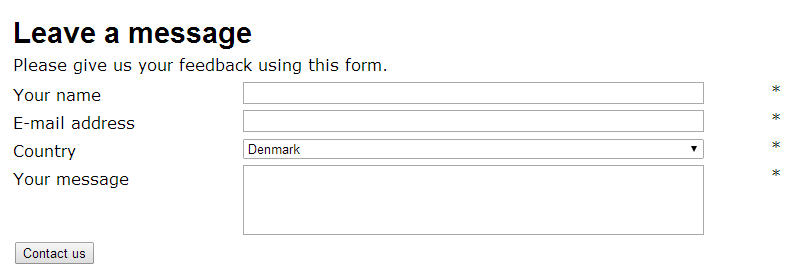 Leave a message
Please give us your feedback using this form.
Your name *
E-mail address *
Country Denmark *
Your message *
Contact us